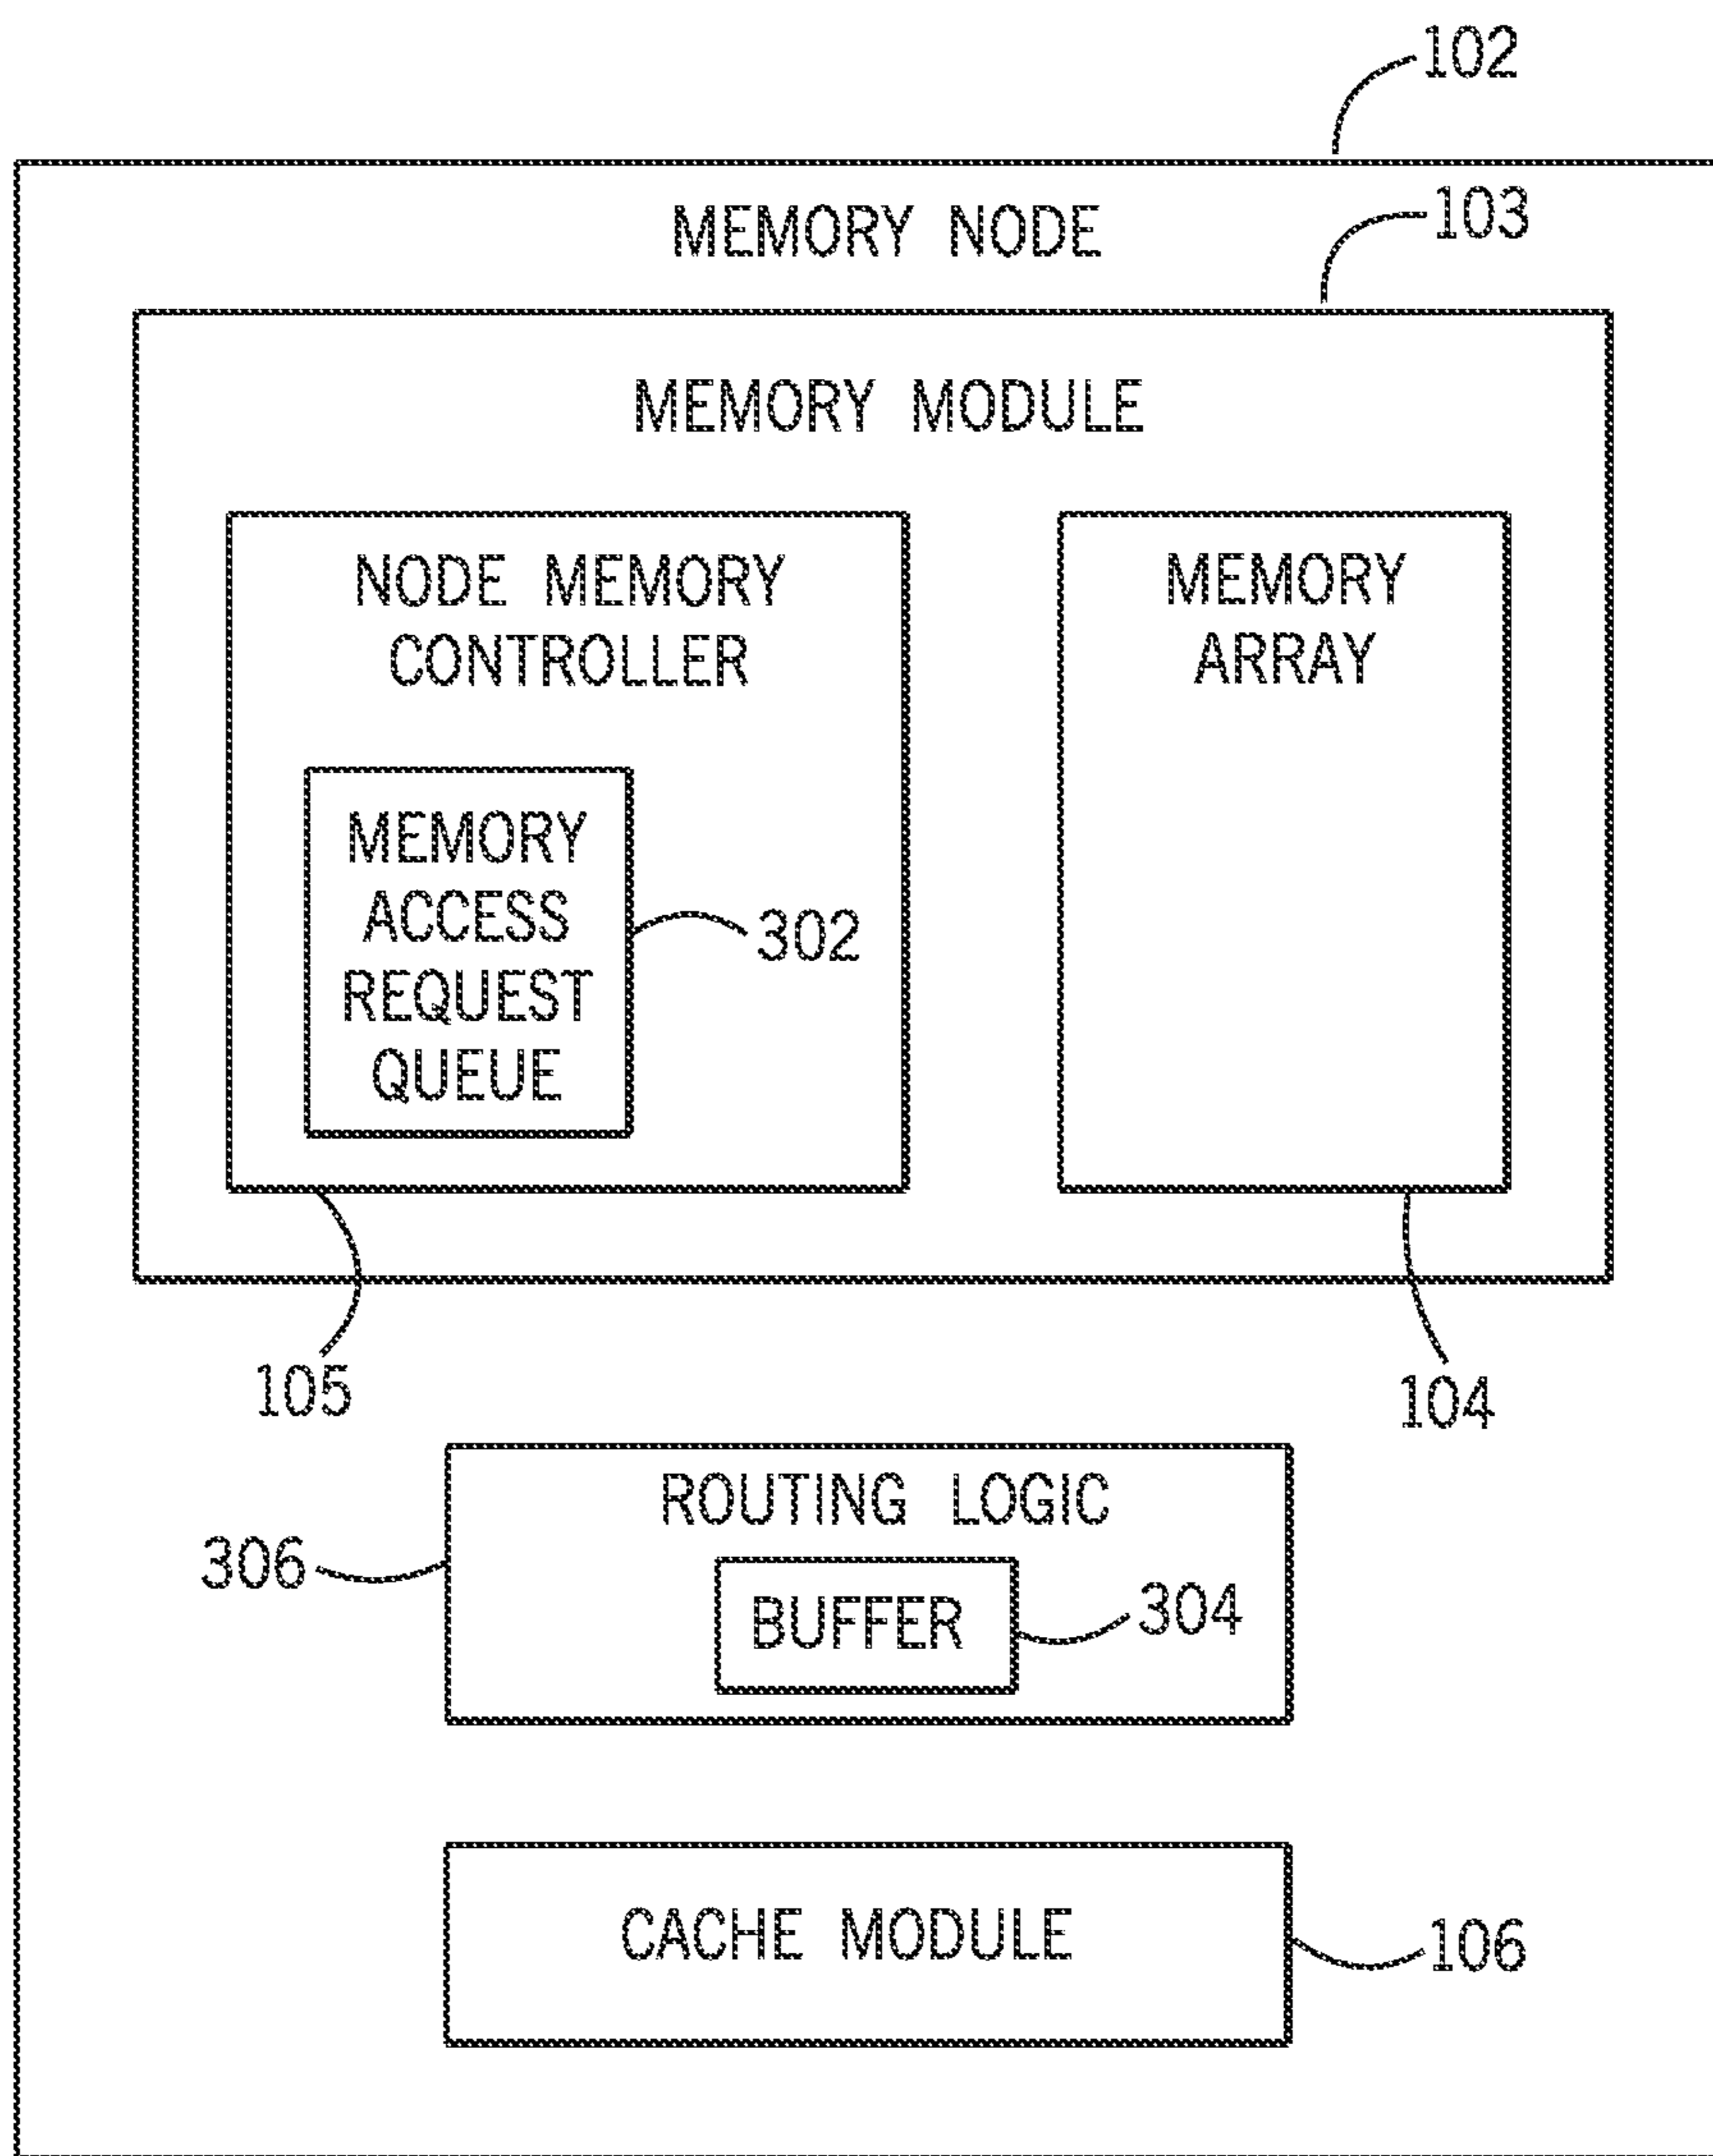 102
MEMORY NODE
103
MEMORY MODULE
NODE MEMORY
CONTROLLER
MEMORY
ARRAY
MEMORY
ACCESS
REQUEST
QUEUE
302
105
104
ROUTING LOGIC
306
BUFFER
304
CACHE MODULE
106